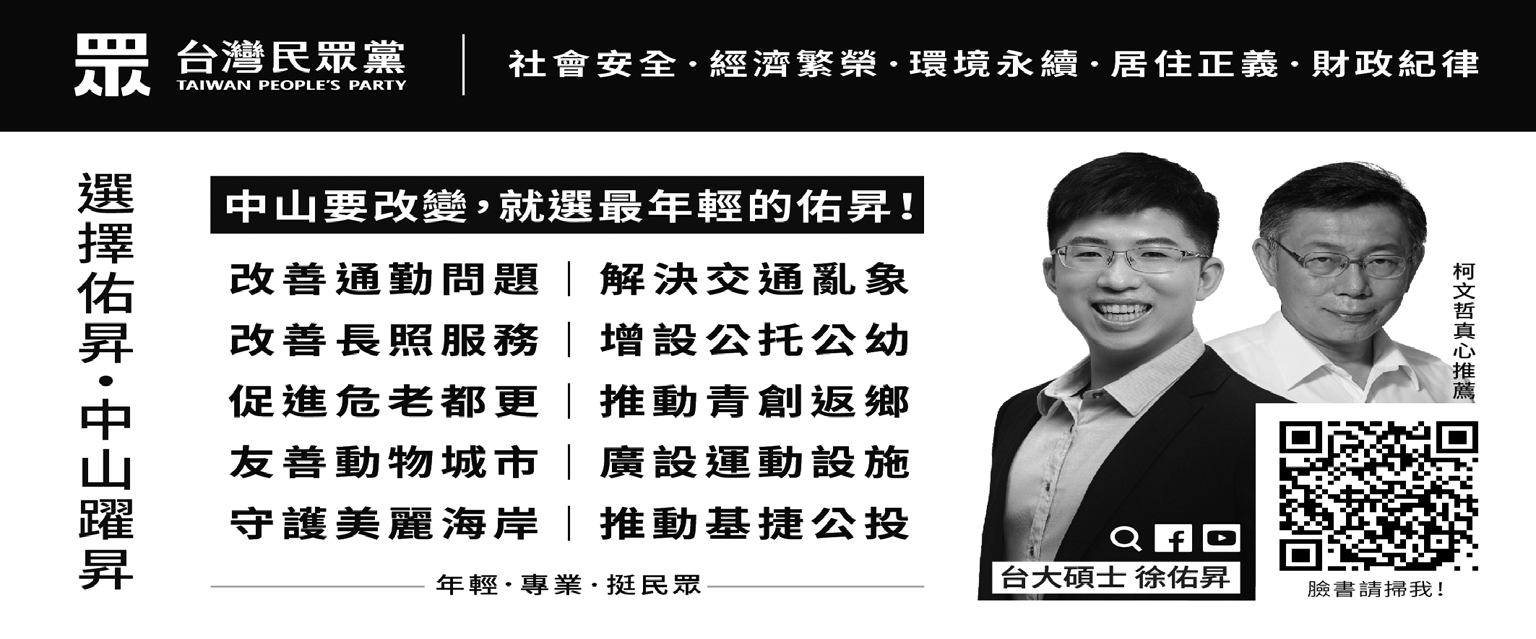 眾 台灣民眾黨
TAIWAN PEOPLE'S PARTY
社會安全·經濟繁榮·環境永續·居住正義·財政紀律
選擇佑昇·中山躍昇
中山要改變,就選最年輕的佑昇!
改善通勤問題|解決交通亂象
改善長照服務|增設公托公幼
促進危老都更|推動青創返鄉
友善動物城市|廣設運動設施
守護美麗海岸|推動基捷公投
年輕·專業·挺民眾
柯文哲真心推薦
台大碩士 徐佑昇
臉書請掃我!